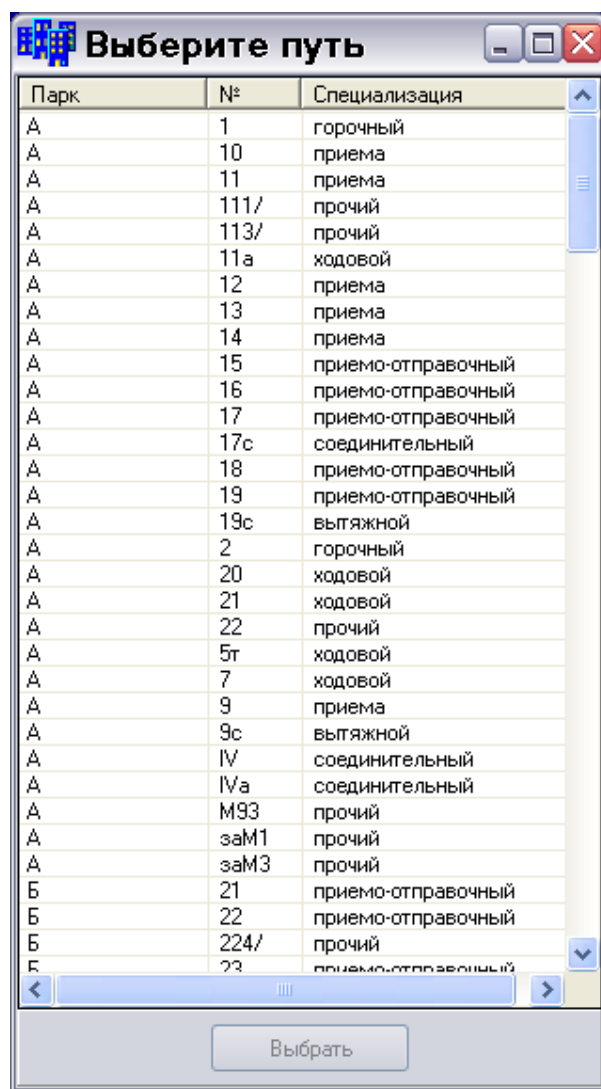 Выберите путь
Парк № Специализация
А 1 горочный
А 10 приема
А 11 приема
А 111/ прочий
А 113/ прочий
А 11а ходовой
А 12 приема
А 13 приема
А 14 приема
А 15 приемо-отправочный
А 16 приемо-отправочный
А 17 приемо-отправочный
А 17с соединительный
А 18 приемо-отправочный
А 19 приемо-отправочный
А 19с вытяжной
А 2 горочный
А 20 ходовой
А 21 ходовой
А 22 прочий
А 5т ходовой
А 7 ходовой
А 9 приема
А 9с вытяжной
А IV соединительный
А IVа соединительный
А М93 прочий
А заМ1 прочий
А заМ3 прочий
Б 21 приемо-отправочный
Б 22 приемо-отправочный
Б 224/ прочий
Б 23 приемо-отправочный
Выбрать